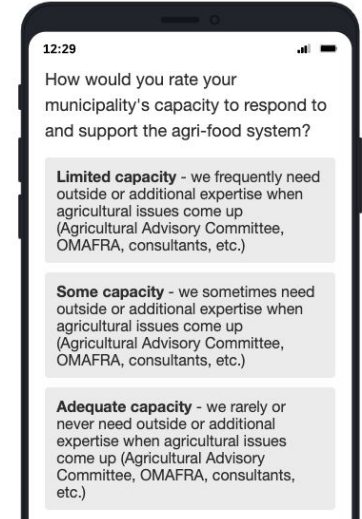 12:29
How would you rate your
municipality's capacity to respond to
and support the agri-food system?
Limited capacity - we frequently need
outside or additional expertise when
agricultural issues come up
(Agricultural Advisory Committee,
OMAFRA, consultants, etc.)
Some capacity - we sometimes need
outside or additional expertise when
agricultural issues come up
(Agricultural Advisory Committee,
OMAFRA, consultants, etc.)
Adequate capacity - we rarely or
never need outside or additional
expertise when agricultural issues
come up (Agricultural Advisory
Committee, OMAFRA, consultants,
etc.)